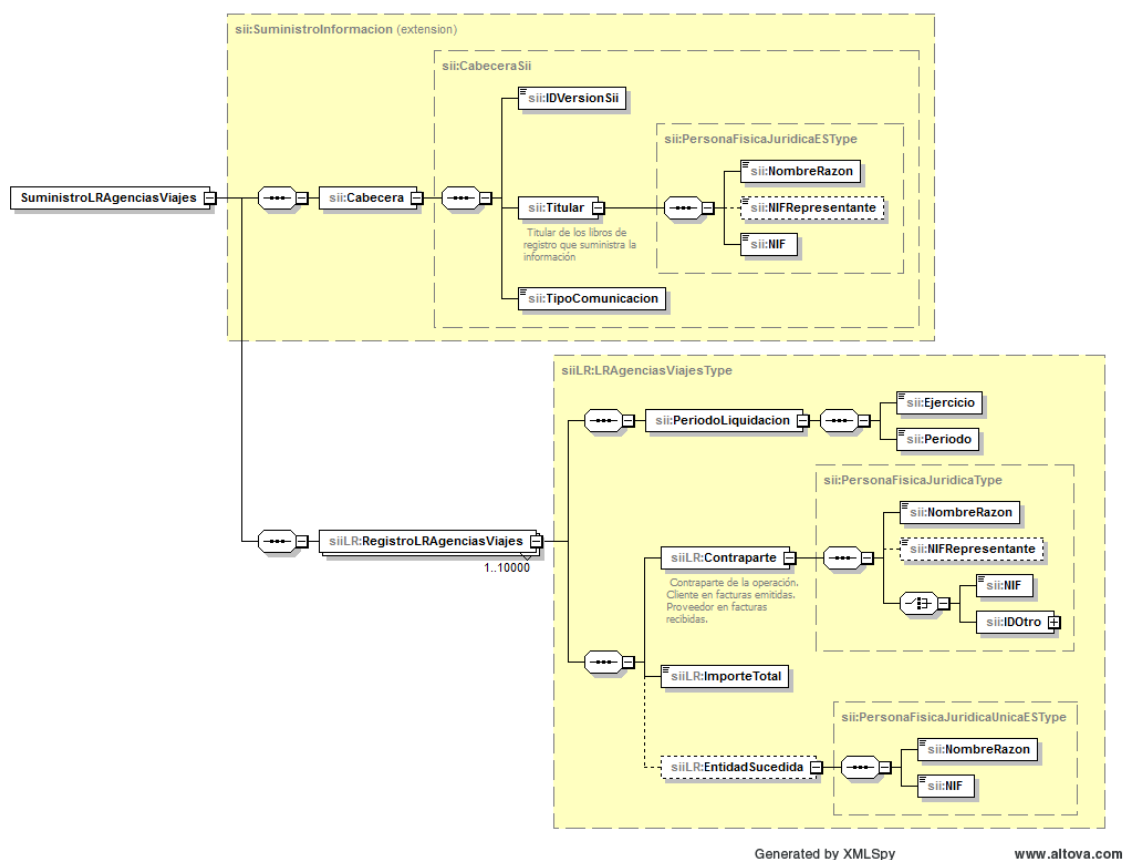 sii:SuministroInformacion (extension)
sii:CabeceraSii
sii:IDVersionSii
sii:PersonaFisicaJuridicaESType
sii:NombreRazon
SuministroLRAgenciasViajes
sii:Cabecera
sii:Titular
sii:NIFRepresentante
Titular de los libros de
registro que suministra la
información
sii:NIF
sii:TipoComunicacion
siiLR:LRAgenciasViajesType
sii:Ejercicio
sii:PeriodoLiquidacion
sii:Periodo
sii:PersonaFisicaJuridicaType
sii:NombreRazon
siiLR:RegistroLRAgenciasViajes
1..10000
siiLR:Contraparte
sii:NIFRepresentante
Contraparte de la operación.
Cliente en facturas emitidas.
Proveedor en facturas
recibidas.
sii:NIF
sii:IDOtro
siiLR:ImporteTotal
sii:PersonaFisicaJuridicaUnicaESType
sii:NombreRazon
siiLR:EntidadSucedida
sii:NIF
Generated by XMLSpy
www.altova.com